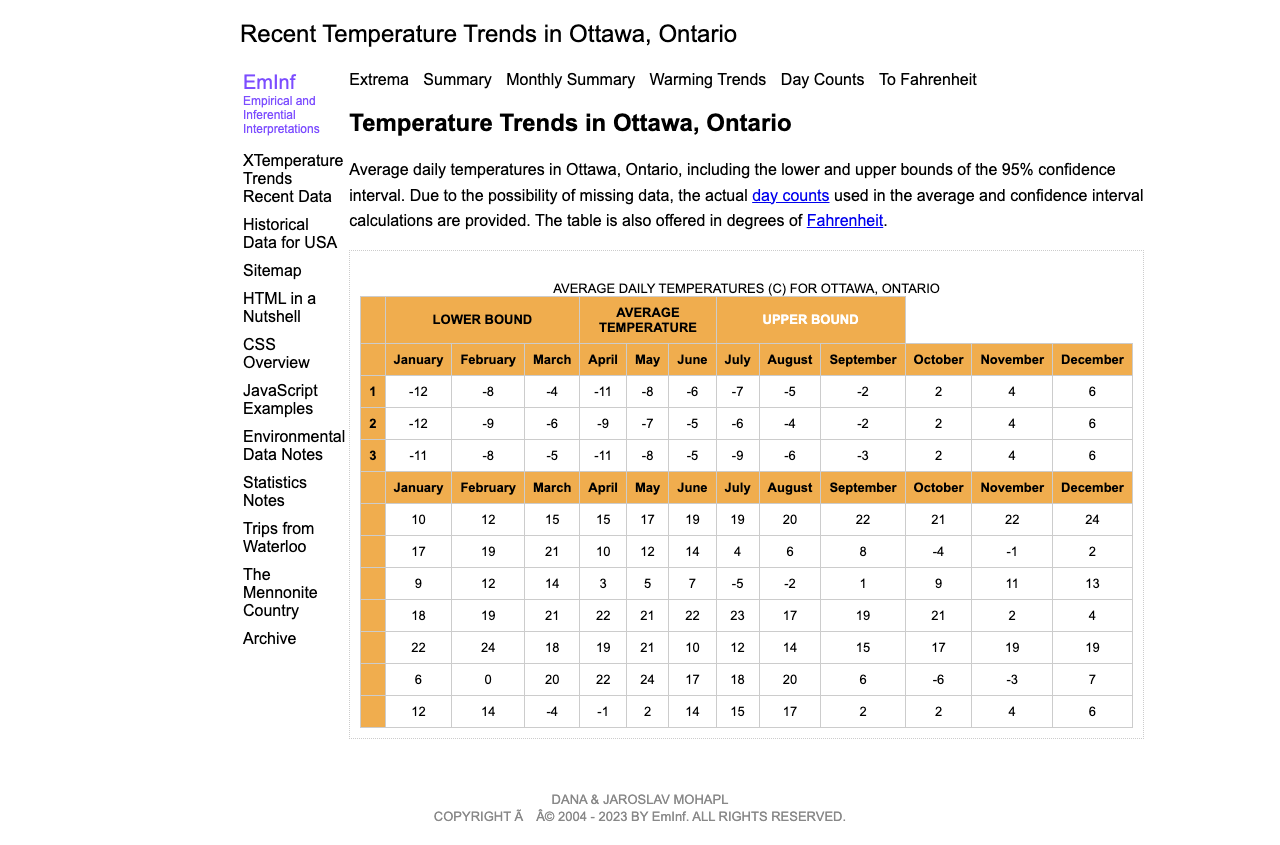 Recent Temperature Trends in Ottawa, Ontario
EmInf
Empirical and
Inferential
Interpretations
XTemperature
Trends
Recent Data
Historical
Data for USA
Sitemap
HTML in a
Nutshell
CSS
Overview
JavaScript
Examples
Environmental
Data Notes
Statistics
Notes
Trips from
Waterloo
The
Mennonite
Country
Archive
Extrema Summary Monthly Summary Warming Trends Day Counts To Fahrenheit
Temperature Trends in Ottawa, Ontario
Average daily temperatures in Ottawa, Ontario, including the lower and upper bounds of the 95% confidence
interval. Due to the possibility of missing data, the actual day counts used in the average and confidence interval
calculations are provided. The table is also offered in degrees of Fahrenheit.
AVERAGE DAILY TEMPERATURES (C) FOR OTTAWA, ONTARIO
LOWER BOUND AVERAGE TEMPERATURE UPPER BOUND
January February March April May June July August September October November December
1 -12 -8 -4 -11 -8 -6 -7 -5 -2 2 4 6
2 -12 -9 -6 -9 -7 -5 -6 -4 -2 2 4 6
3 -11 -8 -5 -11 -8 -5 -9 -6 -3 2 4 6
January February March April May June July August September October November December
10 12 15 15 17 19 19 20 22 21 22 24
17 19 21 10 12 14 4 6 8 -4 -1 2
9 12 14 3 5 7 -5 -2 1 9 11 13
18 19 21 22 21 22 23 17 19 21 2 4
22 24 18 19 21 10 12 14 15 17 19 19
6 0 20 22 24 17 18 20 6 -6 -3 7
12 14 -4 -1 2 14 15 17 2 2 4 6
DANA & JAROSLAV MOHAPL
COPYRIGHT Ã Â© 2004 - 2023 BY EmInf. ALL RIGHTS RESERVED.